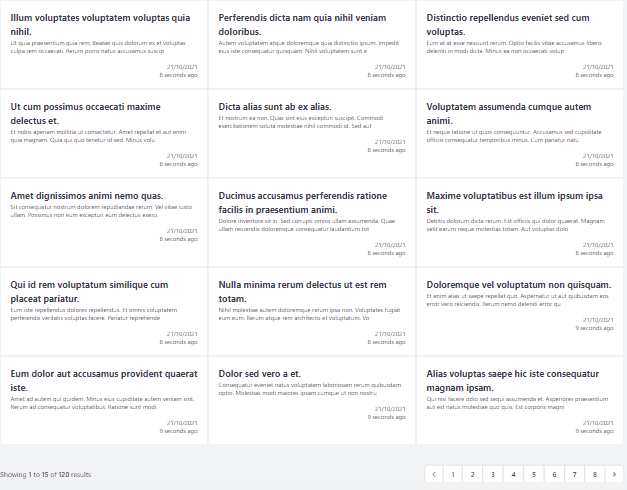 Illum voluptates voluptatem voluptas quia
nihil.
Ut quia praesentium quia rem. Beatae quis dolorum ex et voluptas
culpa rem occaecati. Rerum porro natus accusamus suscip
21/10/2021
8 seconds ago
Perferendis dicta nam quia nihil veniam
doloribus.
Autem voluptatem atque doloremque quia distinctio ipsum. Impedit
eius iste consectetur quisquam. Nihil voluptatem sunt e
21/10/2021
8 seconds ago
Distinctio repellendus eveniet sed cum
voluptas.
Eum at at esse nesciunt rerum. Optio facilis vitae accusamus libero
deleniti in modi dicta. Minus ea non occaecati volup
21/10/2021
8 seconds ago
Ut cum possimus occaecati maxime
delectus et.
Et nobis aperiam mollitia ut consectetur. Amet repellat et aut enim
quia magnam. Quia qui quo tenetur id sed. Minus volu
21/10/2021
8 seconds ago
Dicta alias sunt ab ex alias.
Et nostrum ea non. Quas sint eius excepturi suscipit. Commodi
exercitationem soluta molestiae nihil commodi id. Sed aut
21/10/2021
8 seconds ago
Voluptatem assumenda cumque autem
animi.
Et neque ratione ut quos consequuntur. Accusamus sed cupiditate
officiis consequatur temporibus minus. Cum pariatur natu
21/10/2021
8 seconds ago
Amet dignissimos animi nemo quas.
Sit consequatur nostrum dolorem repudiandae rerum. Vel vitae iusto
ullam. Possimus non eum excepturi eum delectus exerci
21/10/2021
8 seconds ago
Ducimus accusamus perferendis ratione
facilis in praesentium animi.
Dolore inventore sit in. Sed corrupti omnis ullam assumenda. Quae
ullam reiciendis doloremque consequatur laudantium tot
21/10/2021
8 seconds ago
Maxime voluptatibus est illum ipsum ipsa
sit.
Debitis dolorum dicta rerum. Est officiis qui dolor quaerat. Magnam
velit earum neque molestias totam. Aut voluptas dolo
21/10/2021
8 seconds ago
Qui id rem voluptatum similique cum
placeat pariatur.
Eum iste repellendus dolores repellendus. Et omnis voluptatem
perferendis veritatis voluptas facere. Pariatur reprehende
21/10/2021
8 seconds ago
Nulla minima rerum delectus ut est rem
totam.
Nihil molestiae autem doloremque rerum ipsa non. Voluptates fugiat
eum eum. Rerum atque rem architecto et voluptatum. Vo
21/10/2021
8 seconds ago
Doloremque vel voluptatum non quisquam.
Et enim alias ut saepe repellat quo. Aspernatur ut aut quibusdam eos
error vero reiciendis. Rerum nemo deleniti error qu
21/10/2021
9 seconds ago
Eum dolor aut accusamus provident quaerat
iste.
Amet ad autem qui quidem. Minus eius cupiditate autem veniam sint.
Rerum ad consequatur voluptatibus. Ratione sunt modi
21/10/2021
9 seconds ago
Dolor sed vero a et.
Consequatur eveniet natus voluptatem laboriosam rerum quibusdam
optio. Molestias modi maiores ipsam cumque ut non nostru
21/10/2021
9 seconds ago
Alias voluptas saepe hic iste consequatur
magnam ipsam.
Qui nisi facere odio sed sequi assumenda et. Asperiores praesentium
aut est natus molestiae quo quis. Est corporis magni
21/10/2021
9 seconds ago
Showing 1 to 15 of 120 results
‹ 1 2 3 4 5 6 7 8 ›